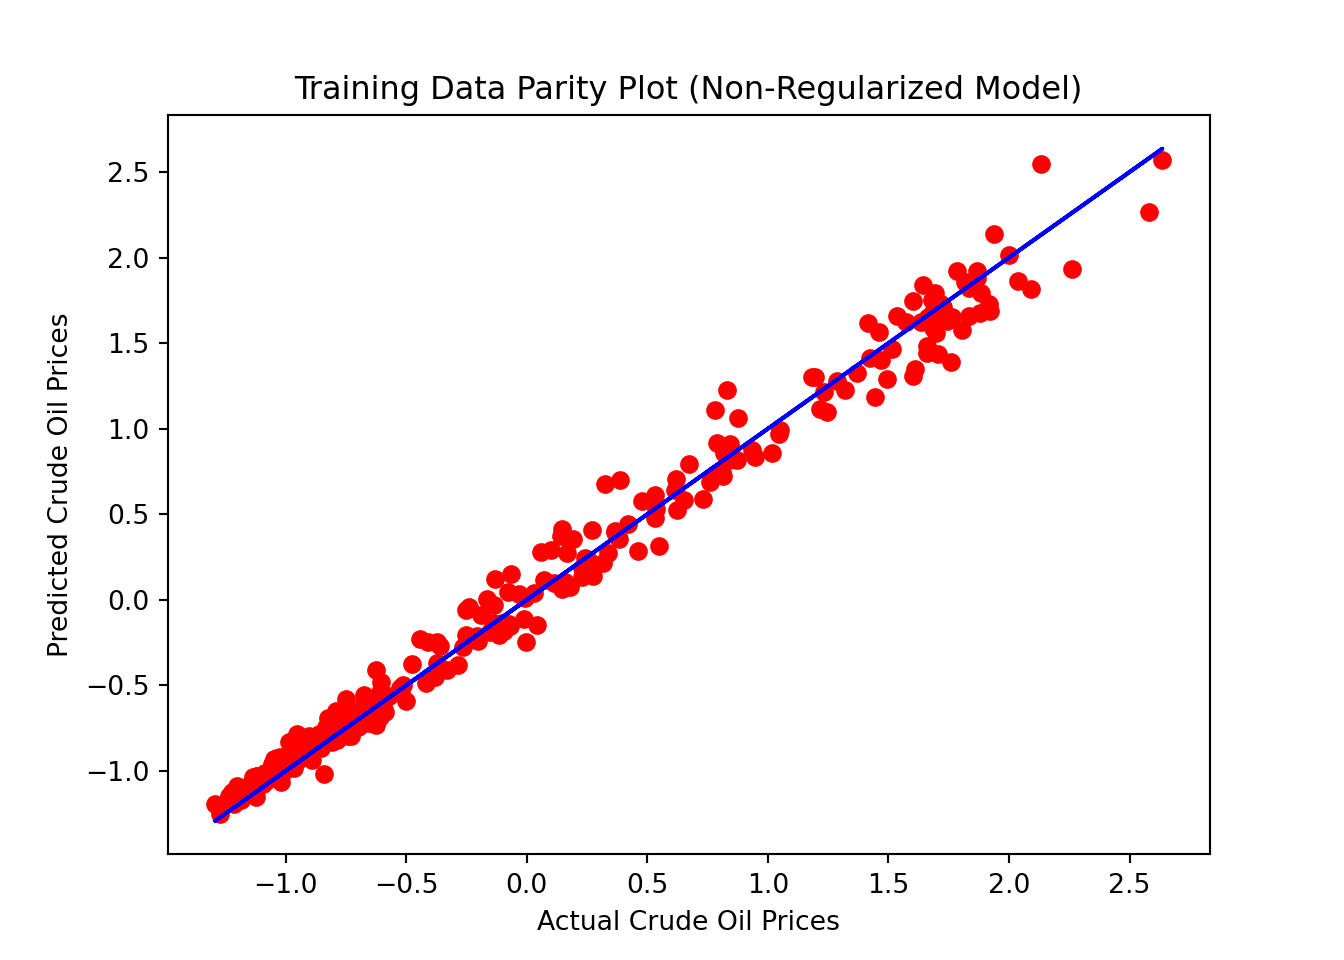 Training Data Parity Plot (Non-Regularized Model)
2.5
2.0
1.5
1.0
0.5
0.0
−0.5
−1.0
Predicted Crude Oil Prices
−1.0 −0.5 0.0 0.5 1.0 1.5 2.0 2.5
Actual Crude Oil Prices